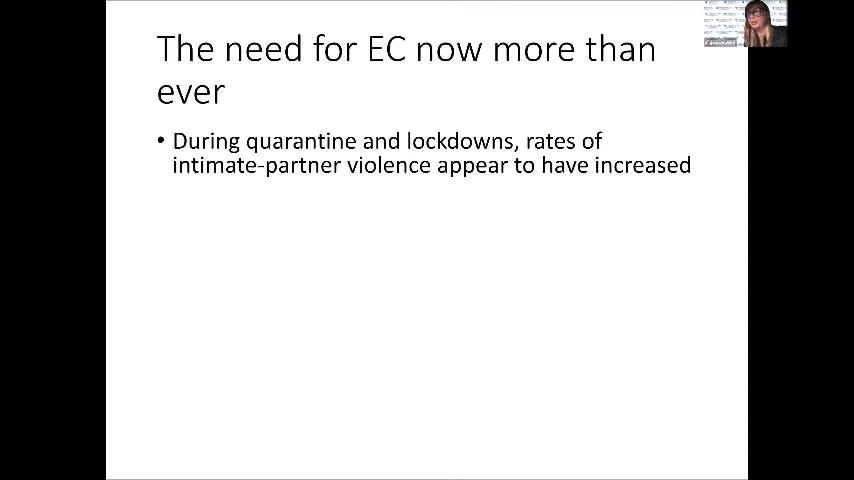 The need for EC now more than
ever
• During quarantine and lockdowns, rates of
intimate-partner violence appear to have increased